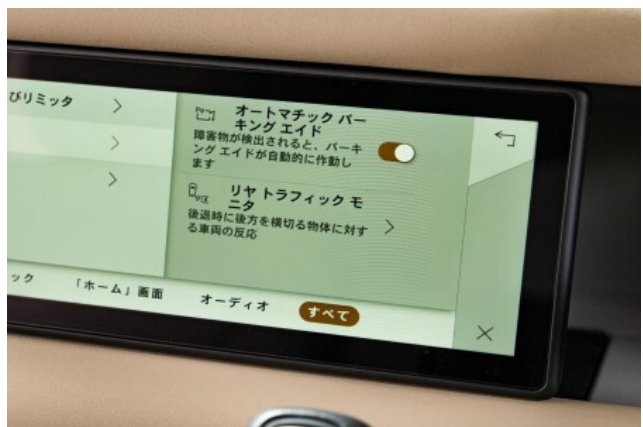 びリミッタ
オートマチック パー
キング エイド
障害物が検出されると、パーキ
ング エイドが自動的に作動し
ます
リヤ トラフィック モ
ニタ
後退時に後方を横切る物体に対す
る車両の反応
ック
「ホーム」画面
オーディオ
すべて